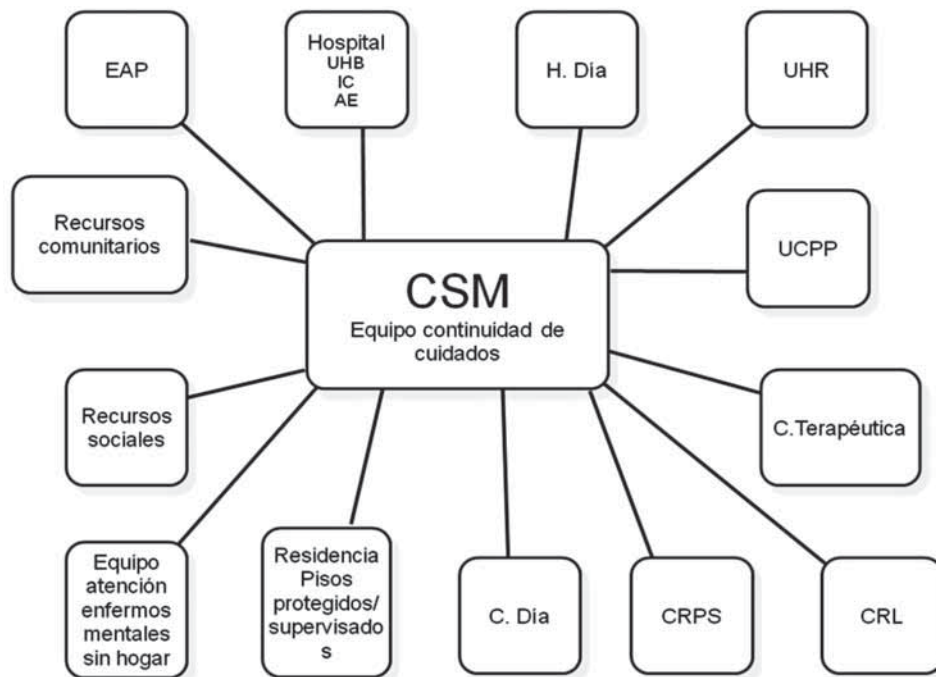 EAP
Hospital
UHB
IC
AE
H. Día
UHR
Recursos
comunitarios
CSM
Equipo continuidad de
cuidados
UCPP
Recursos
sociales
C.Terapéutica
Equipo
atención
enfermos
mentales
sin hogar
Residencia
Pisos
protegidos/
supervisado
s
C. Día
CRPS
CRL